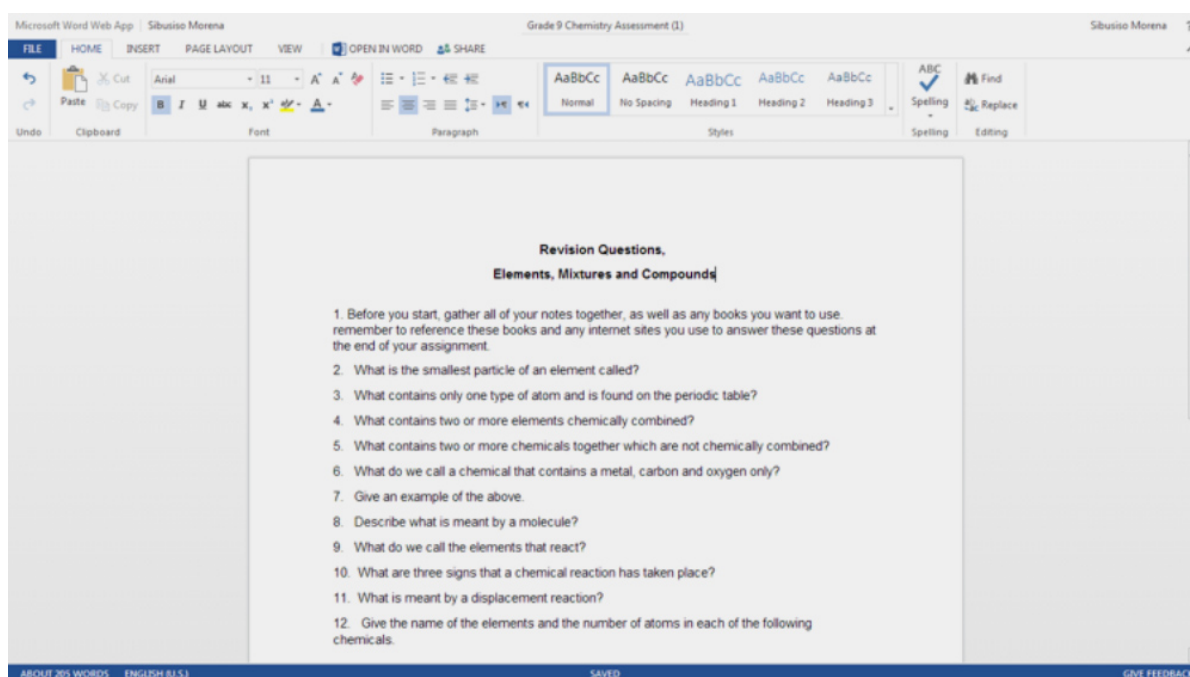 Microsoft Word Web App | Sibusiso Morena Grade 9 Chemistry Assessment (1) Sibusiso Morena ?
FILE HOME INSERT PAGE LAYOUT VIEW OPEN IN WORD SHARE
Cut Arial 11 AaBbCc AaBbCc AaBbCc AaBbCc AaBbCc ABC Find
Paste Copy B I U abc Normal No Spacing Heading 1 Heading 2 Heading 3 Spelling Replace
Undo Clipboard Font Paragraph Styles Spelling Editing
Revision Questions,
Elements, Mixtures and Compounds
1. Before you start, gather all of your notes together, as well as any books you want to use.
remember to reference these books and any internet sites you use to answer these questions at
the end of your assignment.
2. What is the smallest particle of an element called?
3. What contains only one type of atom and is found on the periodic table?
4. What contains two or more elements chemically combined?
5. What contains two or more chemicals together which are not chemically combined?
6. What do we call a chemical that contains a metal, carbon and oxygen only?
7. Give an example of the above.
8. Describe what is meant by a molecule?
9. What do we call the elements that react?
10. What are three signs that a chemical reaction has taken place?
11. What is meant by a displacement reaction?
12. Give the name of the elements and the number of atoms in each of the following
chemicals.
ABOUT 205 WORDS ENGLISH (U.S.) SAVED GIVE FEEDBACK